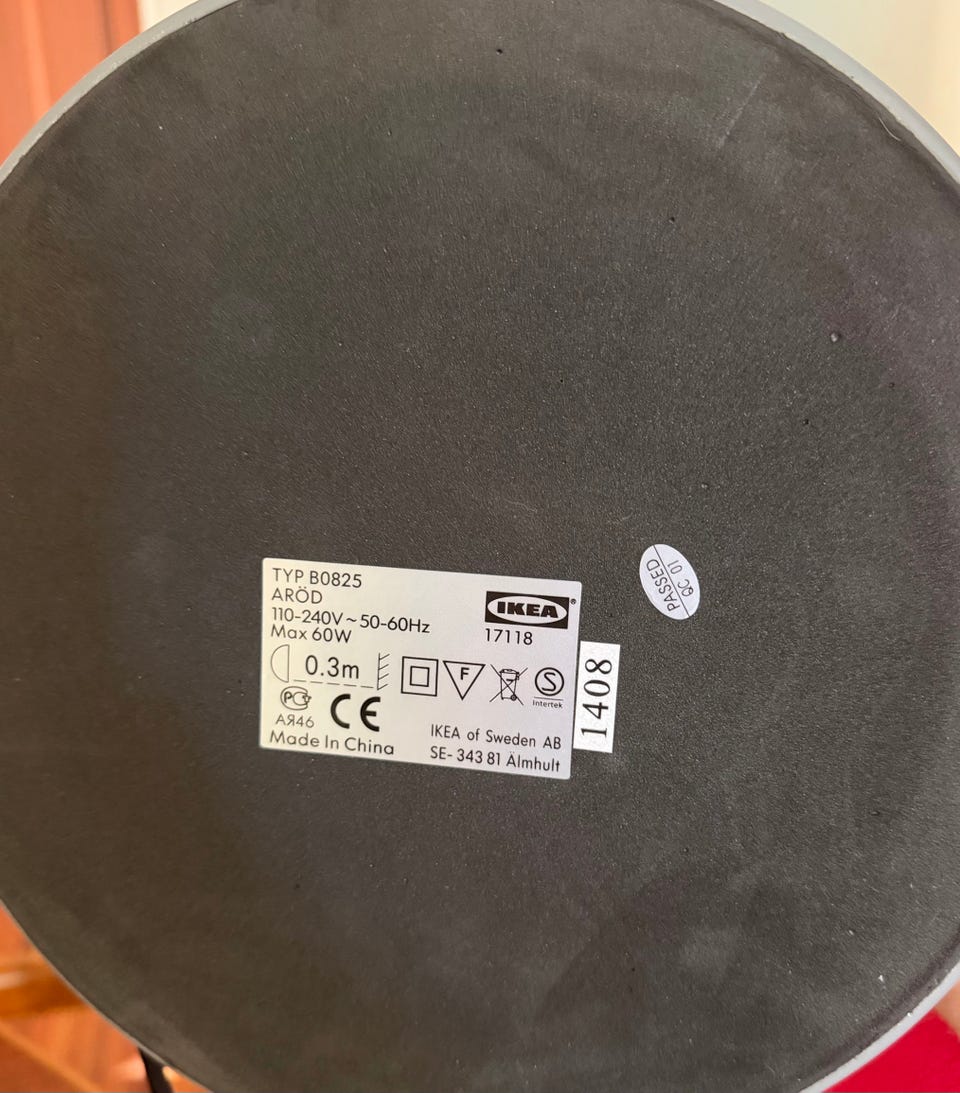 TYP B0825
ARÖD
110-240V~50-60Hz
Max 60W
IKEA®
17118
0.3m
F
S
Intertek
РСТ
АЯ46
CE
Made In China
IKEA of Sweden AB
SE- 343 81 Älmhult
1408
PASSED
QC 01